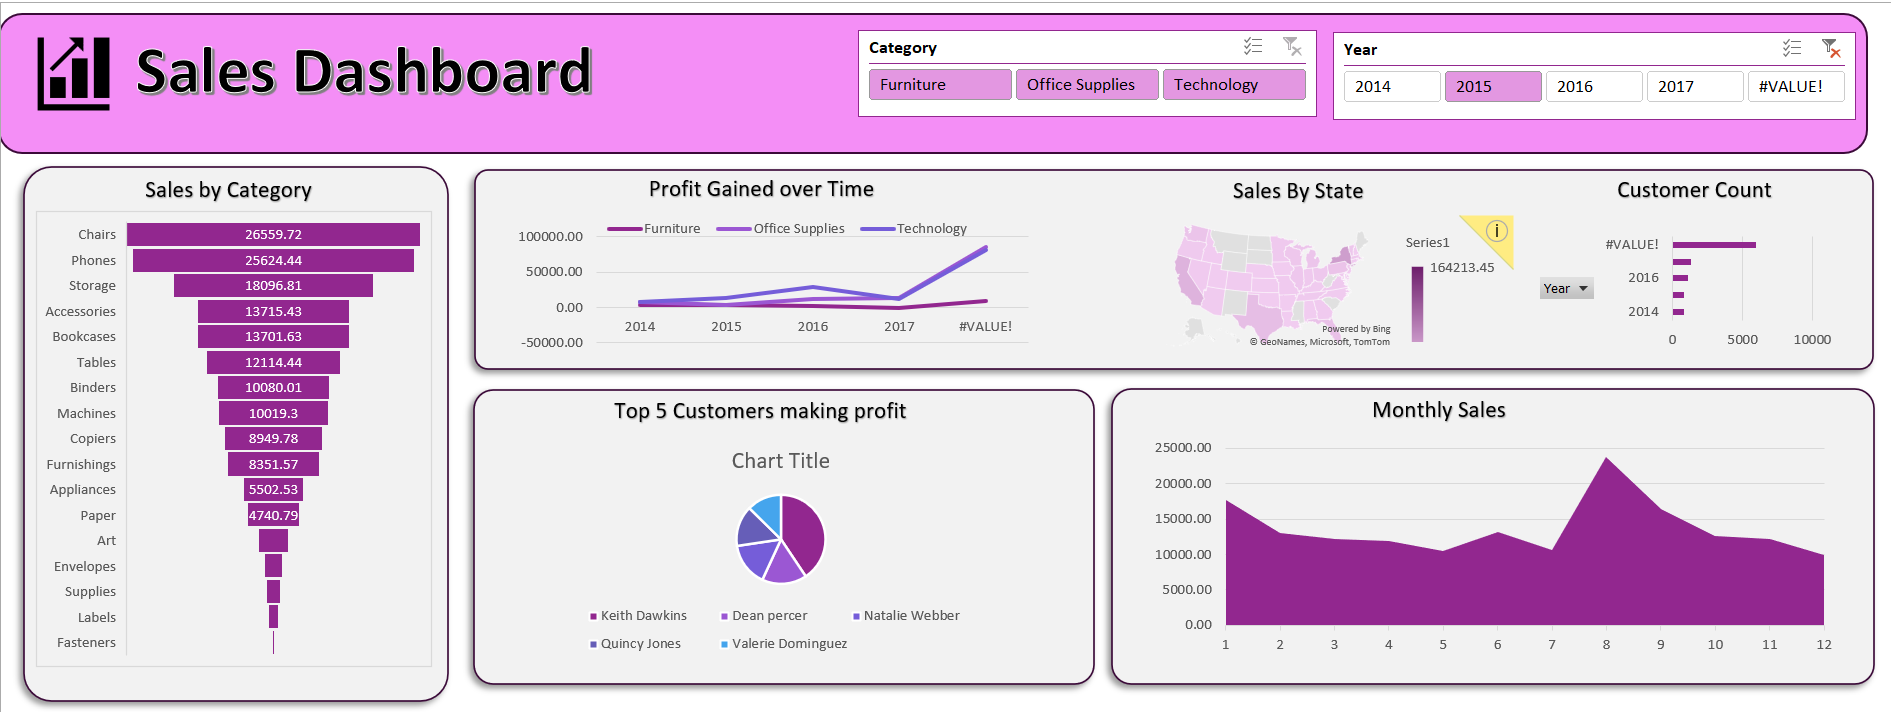 Sales Dashboard
Category
Furniture
Office Supplies
Technology
Year
2014
2015
2016
2017
#VALUE!
Sales by Category
Chairs 26559.72
Phones 25624.44
Storage 18096.81
Accessories 13715.43
Bookcases 13701.63
Tables 12114.44
Binders 10080.01
Machines 10019.3
Copiers 8949.78
Furnishings 8351.57
Appliances 5502.53
Paper 4740.79
Art
Envelopes
Supplies
Labels
Fasteners
Profit Gained over Time
Furniture Office Supplies Technology
100000.00
50000.00
0.00
-50000.00
2014 2015 2016 2017 #VALUE!
Sales By State
Series1
164213.45
Powered by Bing
© GeoNames, Microsoft, TomTom
Customer Count
Year
#VALUE!
2016
2014
0 5000 10000
Top 5 Customers making profit
Chart Title
Keith Dawkins Dean percer Natalie Webber
Quincy Jones Valerie Dominguez
Monthly Sales
25000.00
20000.00
15000.00
10000.00
5000.00
0.00
1 2 3 4 5 6 7 8 9 10 11 12